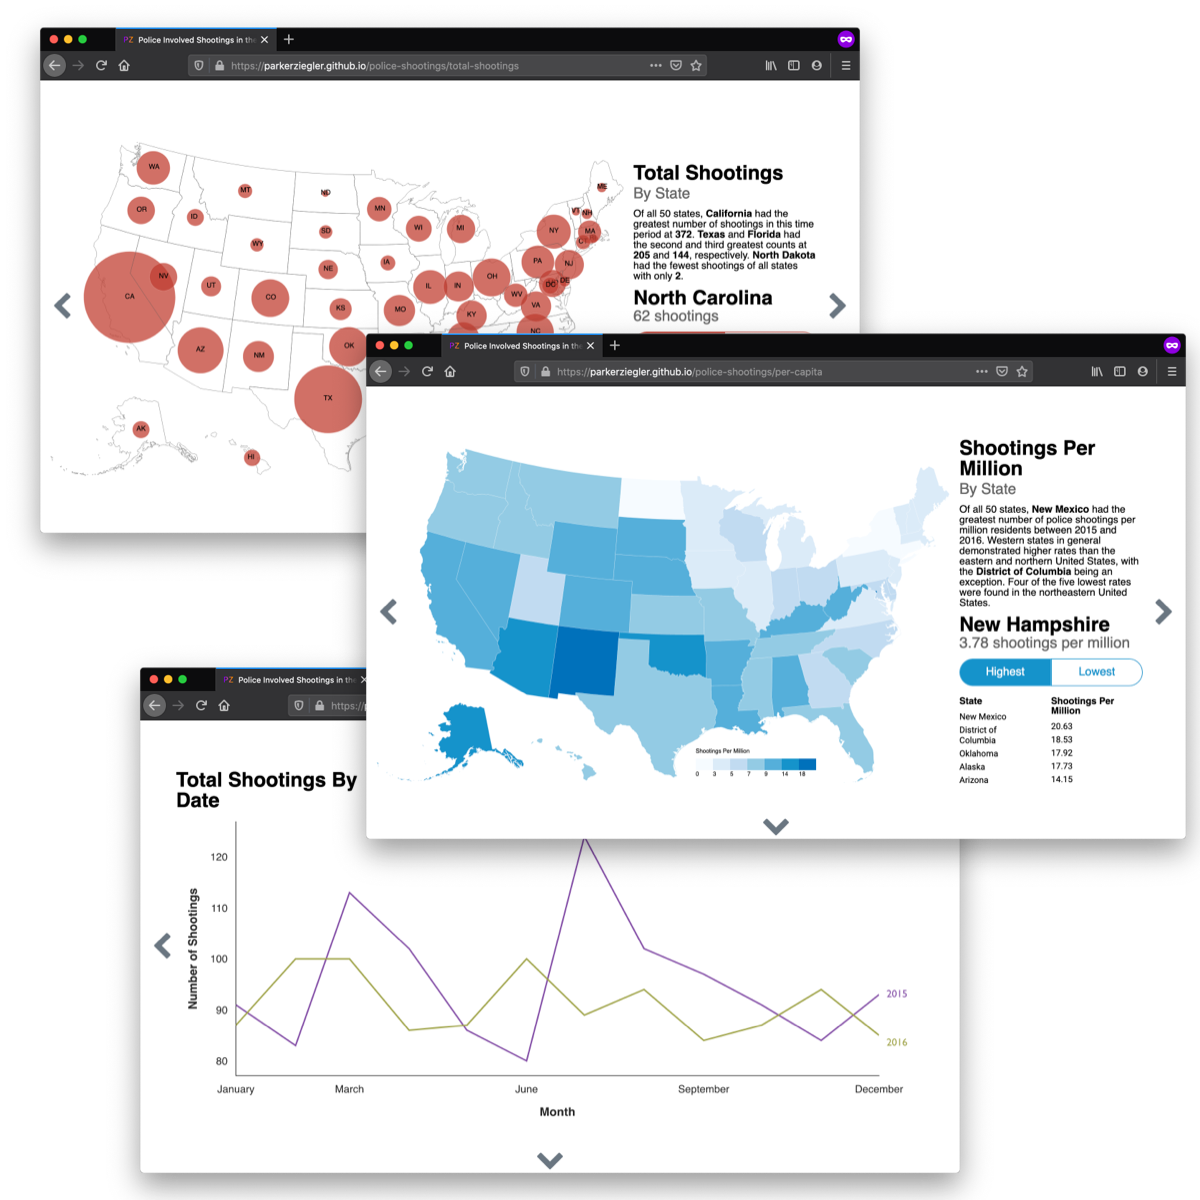 Police Involved Shootings in the
https://parkerziegler.github.io/police-shootings/total-shootings
WA
MT
ND
ME
OR
ID
MN
VT
NH
WI
MI
NY
MA
SD
WY
CT
PA
NJ
NV
NE
IA
OH
UT
IL
IN
DC
DE
CA
CO
WV
KS
MO
KY
VA
NC
AZ
NM
OK
TX
AK
HI
Total Shootings
By State
Of all 50 states, California had the
greatest number of shootings in this time
period at 372. Texas and Florida had
the second and third greatest counts at
205 and 144, respectively. North Dakota
had the fewest shootings of all states
with only 2.
North Carolina
62 shootings
Police Involved Shootings in the
https://parkerziegler.github.io/police-shootings/per-capita
Shootings Per
Million
By State
Of all 50 states, New Mexico had the
greatest number of police shootings per
million residents between 2015 and
2016. Western states in general
demonstrated higher rates than the
eastern and northern United States, with
the District of Columbia being an
exception. Four of the five lowest rates
were found in the northeastern United
States.
New Hampshire
3.78 shootings per million
Highest Lowest
State Shootings Per
Million
New Mexico 20.63
District of
Columbia 18.53
Oklahoma 17.92
Alaska 17.73
Arizona 14.15
Shootings Per Million
0 3 5 7 9 14 18
Police Involved Shootings in the
https://
Total Shootings By
Date
Number of Shootings
120
110
100
90
80
2015
2016
January March June September December
Month